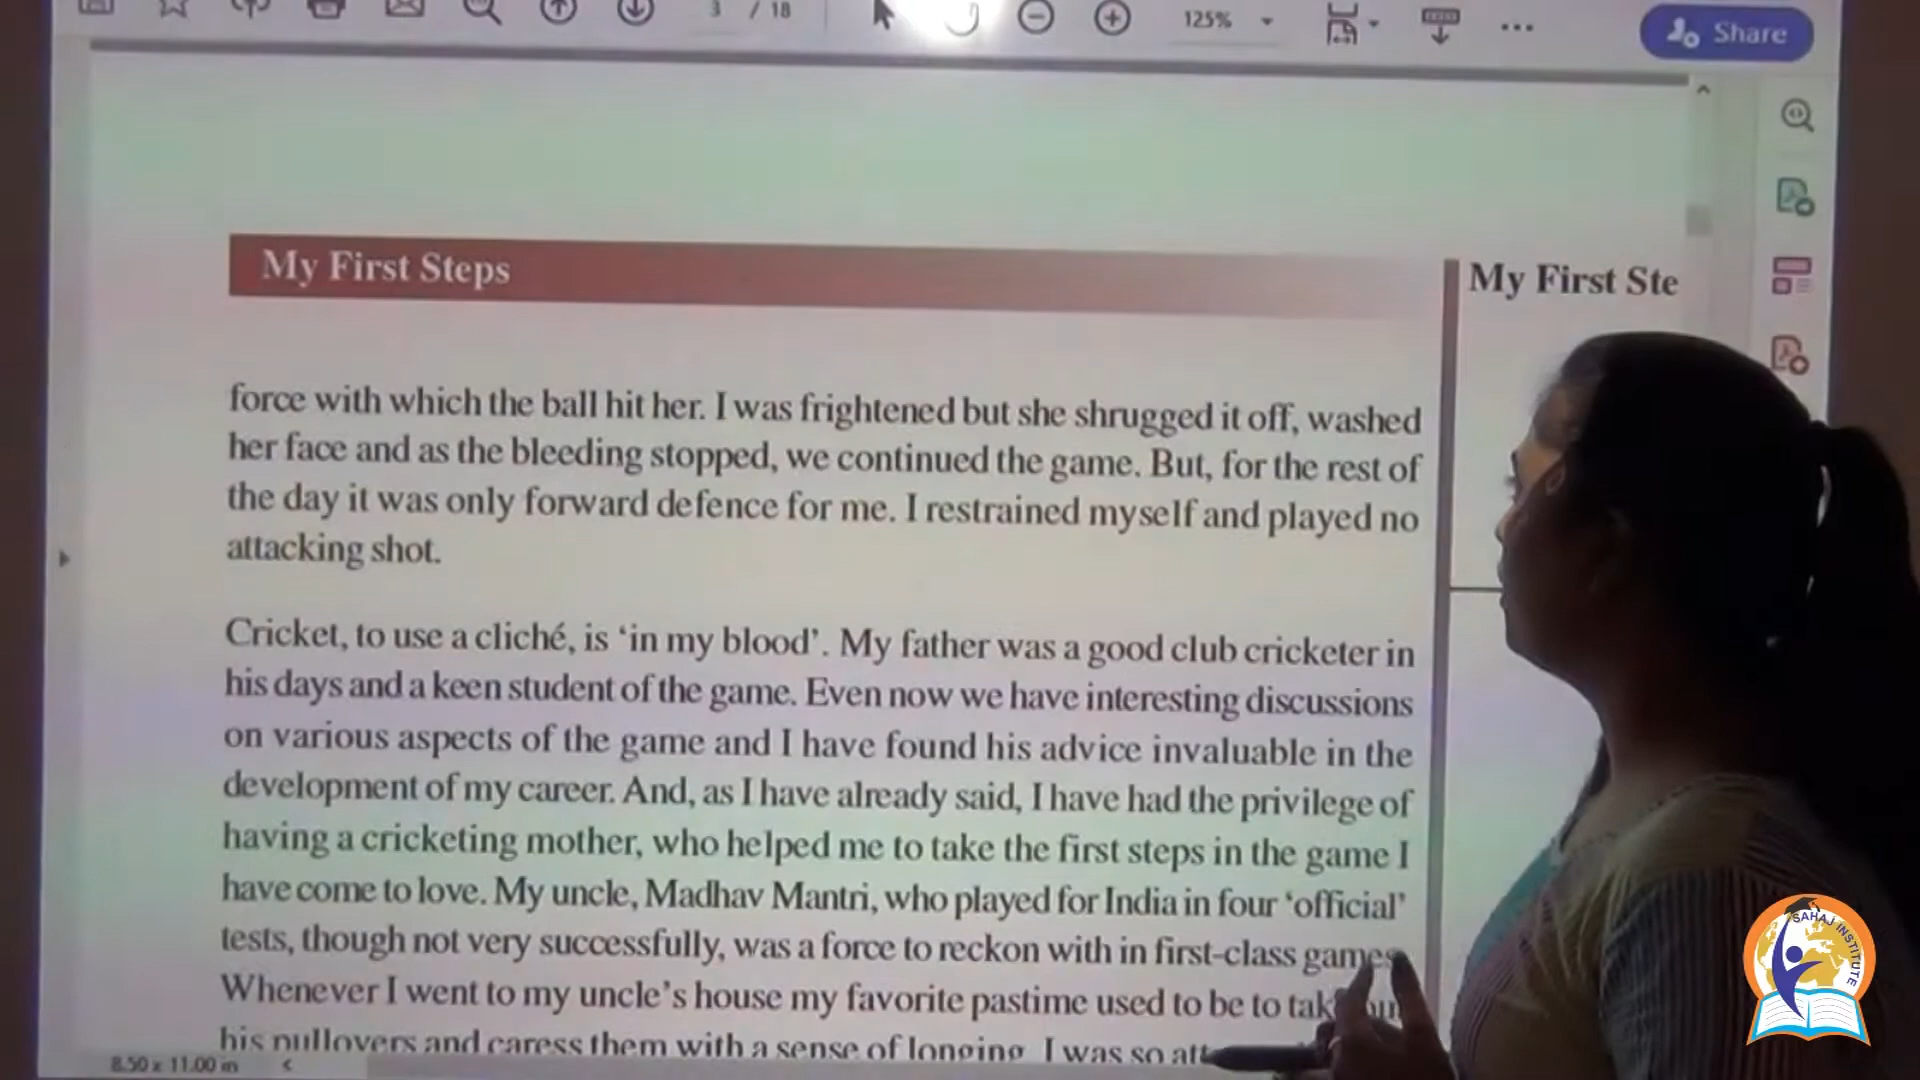 3 / 18
125%
Share
My First Steps
My First Ste
force with which the ball hit her. I was frightened but she shrugged it off, washed
her face and as the bleeding stopped, we continued the game. But, for the rest of
the day it was only forward defence for me. I restrained myself and played no
attacking shot.
Cricket, to use a cliché, is ‘in my blood’. My father was a good club cricketer in
his days and a keen student of the game. Even now we have interesting discussions
on various aspects of the game and I have found his advice invaluable in the
development of my career. And, as I have already said, I have had the privilege of
having a cricketing mother, who helped me to take the first steps in the game I
have come to love. My uncle, Madhav Mantri, who played for India in four ‘official’
tests, though not very successfully, was a force to reckon with in first-class games
Whenever I went to my uncle’s house my favorite pastime used to be to
his pullovers and caress them with a sense of longing. I was so
8.50 x 11.00 in
SAHAJ INSTITUTE